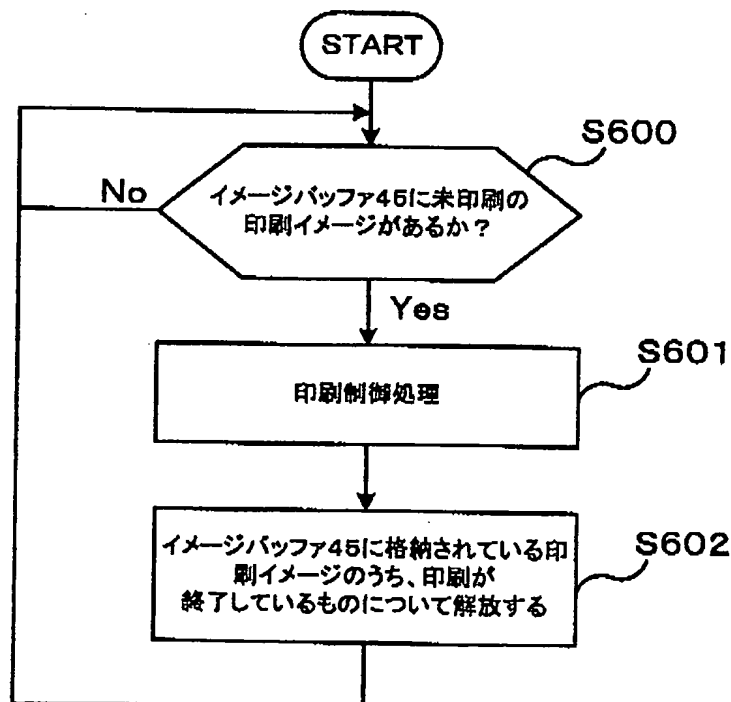 START
S600
イメージバッファ45に未印刷の
印刷イメージがあるか？
No
Yes
S601
印刷制御処理
S602
イメージバッファ45に格納されている印
刷イメージのうち、印刷が
終了しているものについて解放する